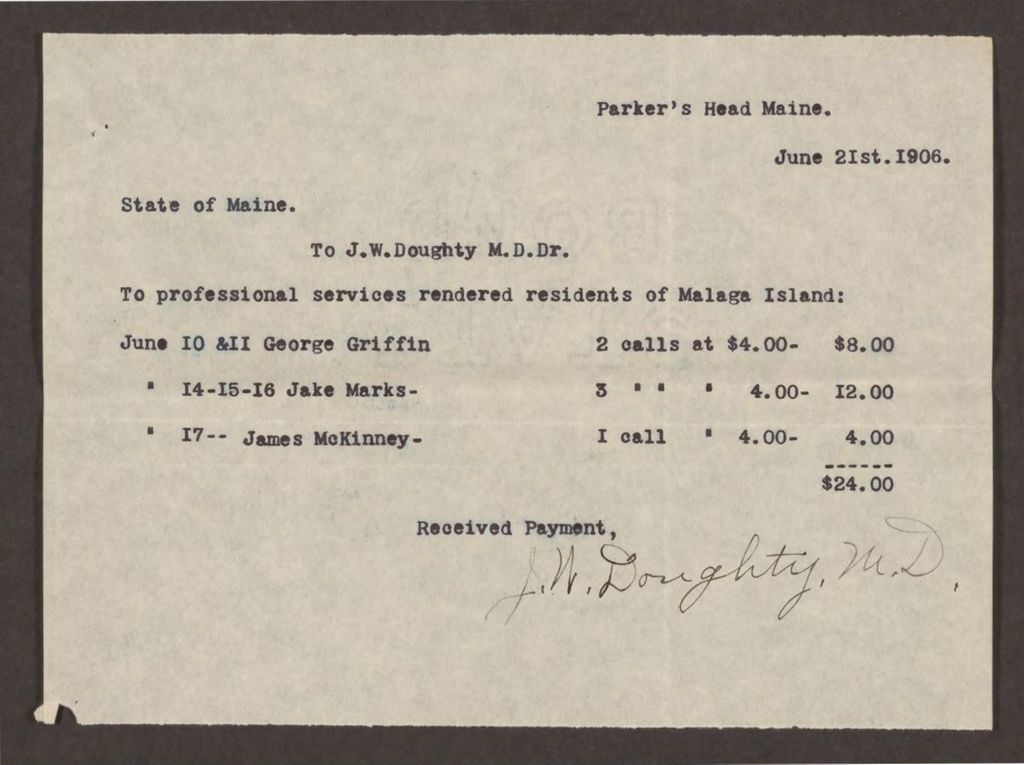 Parker's Head Maine.
June 2Ist.I906.
State of Maine.
To J.W.Doughty M.D.Dr.
To professional services rendered residents of Malaga Island:
June IO &II George Griffin 2 calls at $4.00- $8.00
" I4-I5-I6 Jake Marks- 3 " " " 4.00- I2.00
" I7-- James McKinney- I call " 4.00- 4.00
------
$24.00
Received Payment,
J.W. Doughty, M.D.